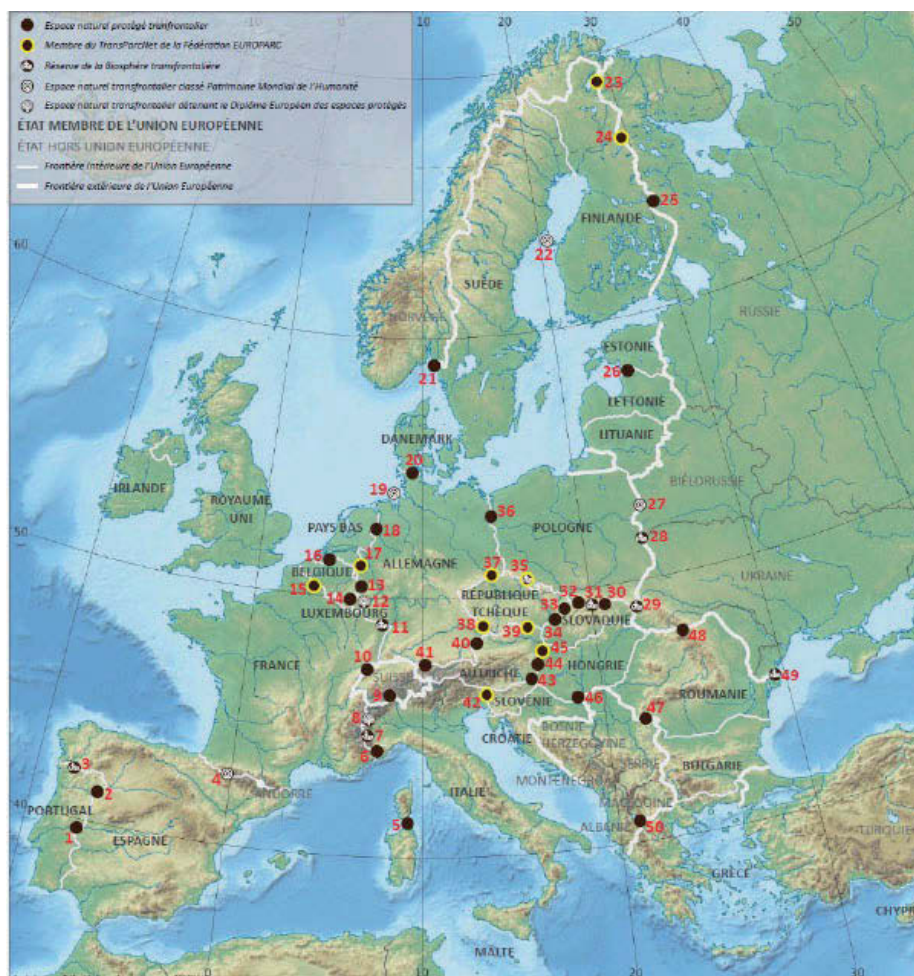 Espace naturel protégé tranfrontalier
Membre du TransParcNet de la Fédération EUROPARC
Réserve de la Biosphère transfrontalière
Espace naturel transfrontalier classé Patrimoine Mondial de l'Humanité
Espace naturel transfrontalier détenant le Diplôme Européen des espaces protégés
ÉTAT MEMBRE DE L'UNION EUROPÉENNE
ÉTAT HORS UNION EUROPÉENNE
Frontière intérieure de l'Union Européenne
Frontière extérieure de l'Union Européenne
10
20
30
40
50
23
24
25
FINLANDE
60
22
SUÈDE
NORVÈGE
RUSSIE
ESTONIE
21
26
LETTONIE
DANEMARK
LITUANIE
20
BIÉLORUSSIE
IRLANDE
19
27
ROYAUME
UNI
36
PAYS BAS
18
POLOGNE
50
28
16
17
ALLEMAGNE
37
35
BELGIQUE
UKRAINE
15
13
RÉPUBLIQUE
TCHÈQUE
14
12
32
31
30
29
LUXEMBOURG
33
SLOVAQUIE
11
38
39
34
48
40
45
FRANCE
10
41
44
HONGRIE
SUISSE
AUTRICHE
43
49
9
42
SLOVÉNIE
46
ROUMANIE
8
47
7
CROATIE
BOSNIE
HERZÉGOVINE
6
3
4
SERBIE
BULGARIE
ANDORRE
MONTENEGRO
2
ITALIE
MACÉDOINE
40
PORTUGAL
5
ALBANIE
50
1
ESPAGNE
TURQUIE
GRÈCE
CHYPR
MALTE
0
10
20
30